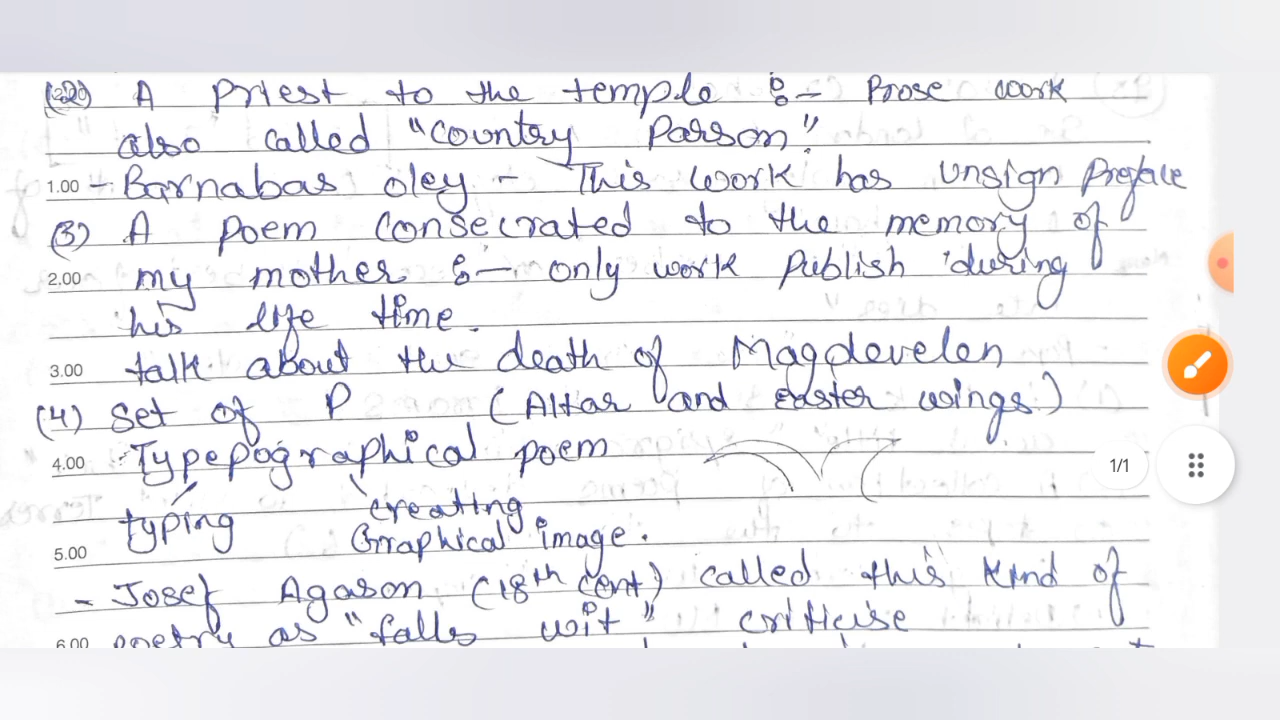 (2) A Priest to the temple :- Prose work
also called "Country Parson."
1.00 - Barnabas oley - This work has unsign Preface
(3) A Poem consecrated to the memory of
2.00 my mother :- only work Publish during
his life time.
3.00 talk about the death of Magdevelen
(4) Set of P (Altar and easter wings)
4.00 Typepographical poem
typing creating
Graphical image.
5.00
- Josef Agason (18th cent) called this kind of
6.00 poetry as "falls wit" criticise
1/1